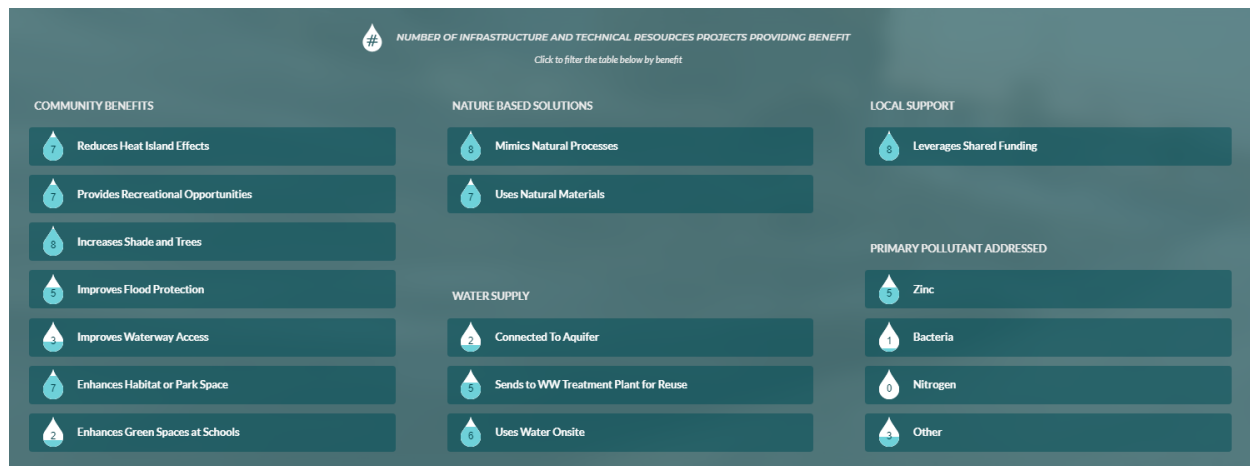 # NUMBER OF INFRASTRUCTURE AND TECHNICAL RESOURCES PROJECTS PROVIDING BENEFIT
Click to filter the table below by benefit
COMMUNITY BENEFITS
7 Reduces Heat Island Effects
7 Provides Recreational Opportunities
8 Increases Shade and Trees
5 Improves Flood Protection
3 Improves Waterway Access
7 Enhances Habitat or Park Space
2 Enhances Green Spaces at Schools
NATURE BASED SOLUTIONS
8 Mimics Natural Processes
7 Uses Natural Materials
WATER SUPPLY
2 Connected To Aquifer
5 Sends to WW Treatment Plant for Reuse
6 Uses Water Onsite
LOCAL SUPPORT
8 Leverages Shared Funding
PRIMARY POLLUTANT ADDRESSED
5 Zinc
1 Bacteria
0 Nitrogen
3 Other